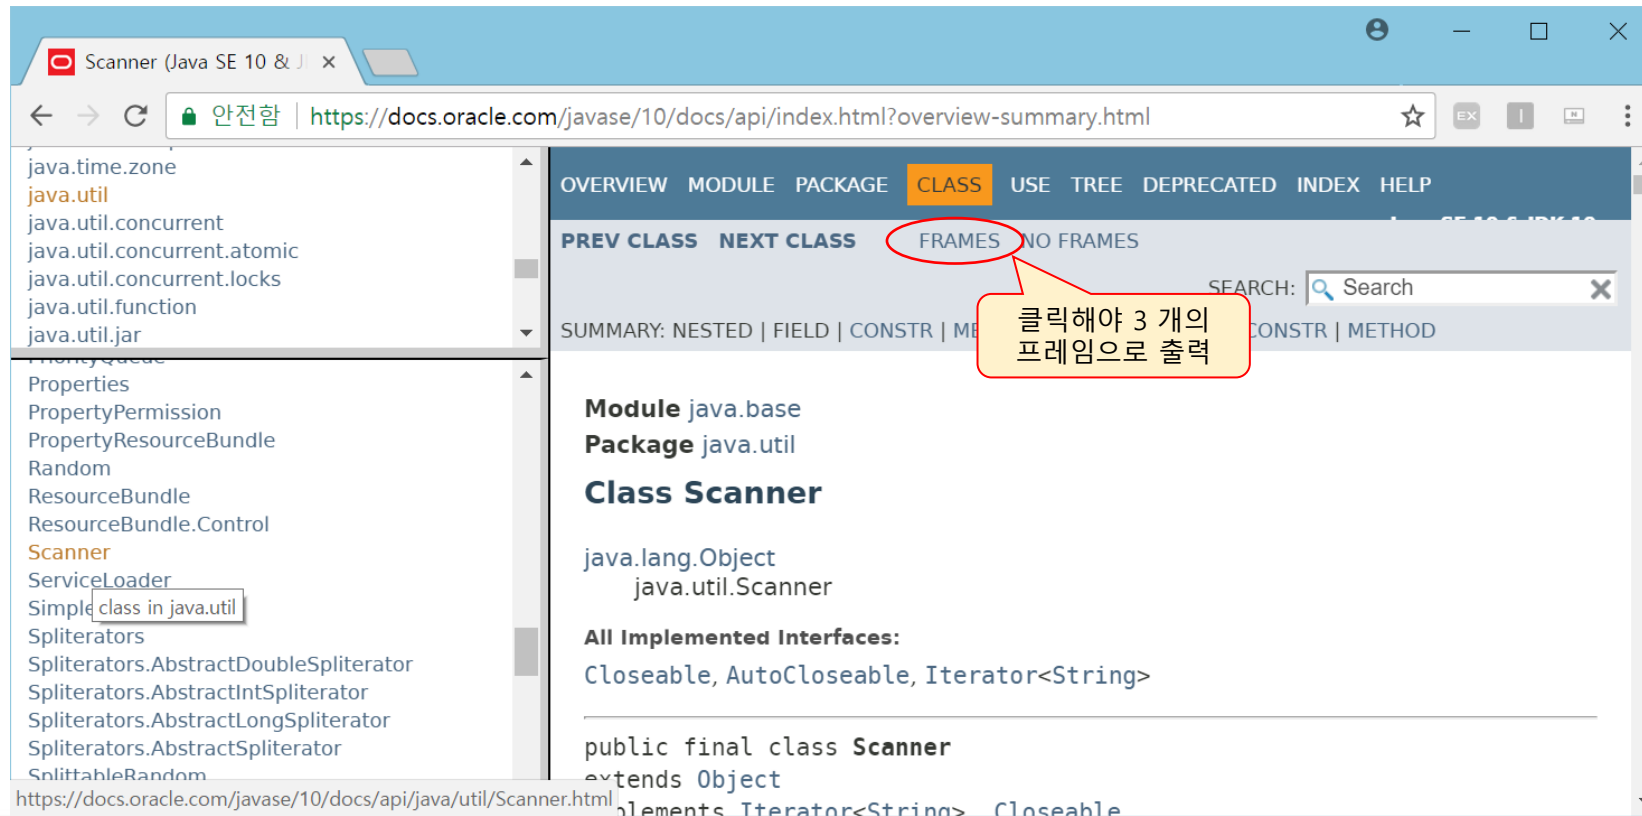 Scanner (Java SE 10 & J
안전함 https://docs.oracle.com/javase/10/docs/api/index.html?overview-summary.html
EX
java.time.zone
java.util
java.util.concurrent
java.util.concurrent.atomic
java.util.concurrent.locks
java.util.function
java.util.jar
PriorityQueue
Properties
PropertyPermission
PropertyResourceBundle
Random
ResourceBundle
ResourceBundle.Control
Scanner
ServiceLoader
Simple
class in java.util
Spliterators
Spliterators.AbstractDoubleSpliterator
Spliterators.AbstractIntSpliterator
Spliterators.AbstractLongSpliterator
Spliterators.AbstractSpliterator
SplittableRandom
https://docs.oracle.com/javase/10/docs/api/java/util/Scanner.html
OVERVIEW MODULE PACKAGE CLASS USE TREE DEPRECATED INDEX HELP
SE 10 & JDK 10
PREV CLASS NEXT CLASS FRAMES NO FRAMES
SEARCH: Search
클릭해야 3 개의
프레임으로 출력
SUMMARY: NESTED | FIELD | CONSTR | ME CONSTR | METHOD
Module java.base
Package java.util
Class Scanner
java.lang.Object
java.util.Scanner
All Implemented Interfaces:
Closeable, AutoCloseable, Iterator<String>
public final class Scanner
extends Object
implements Iterator<String>, Closeable